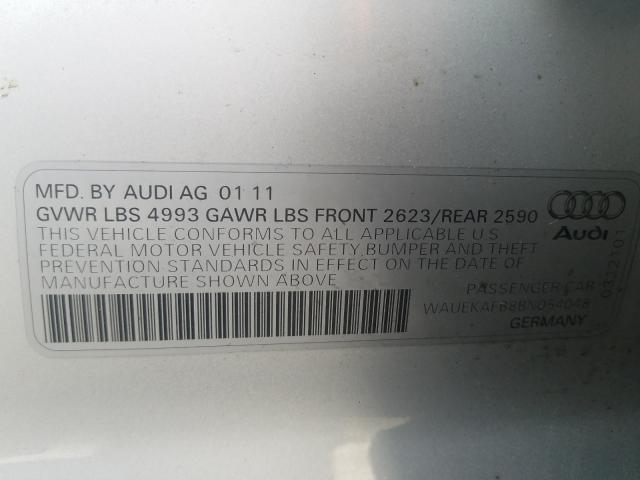 MFD. BY AUDI AG 01 11
GVWR LBS 4993 GAWR LBS FRONT 2623/REAR 2590
THIS VEHICLE CONFORMS TO ALL APPLICABLE U.S
FEDERAL MOTOR VEHICLE SAFETY, BUMPER AND THEFT
PREVENTION STANDARDS IN EFFECT ON THE DATE OF
MANUFACTURE SHOWN ABOVE
Audi
PASSENGER CAR
WAUEKAFB8BN054048
GERMANY
0322101